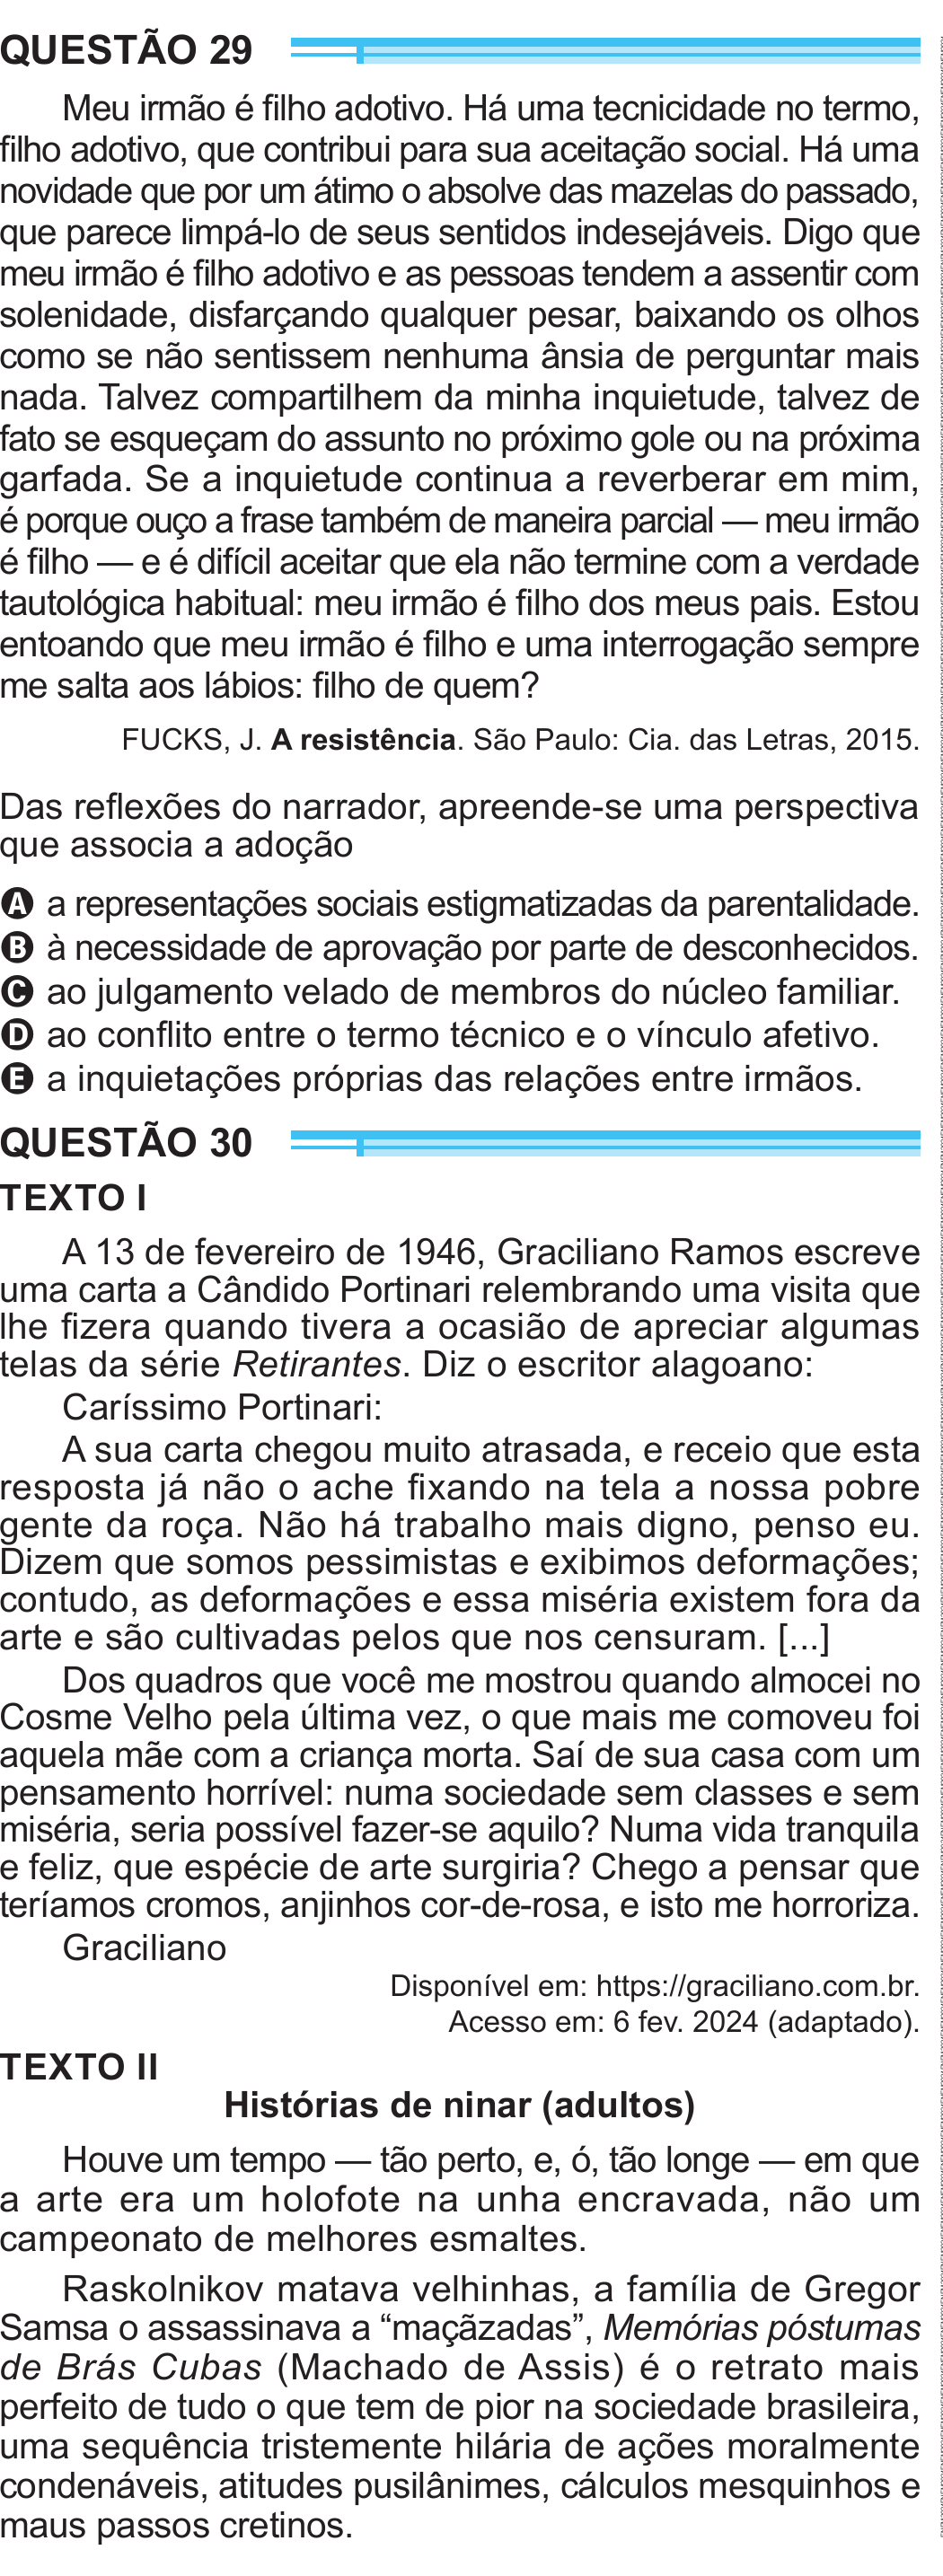 QUESTÃO 29
Meu irmão é filho adotivo. Há uma tecnicidade no termo,
filho adotivo, que contribui para sua aceitação social. Há uma
novidade que por um átimo o absolve das mazelas do passado,
que parece limpá-lo de seus sentidos indesejáveis. Digo que
meu irmão é filho adotivo e as pessoas tendem a assentir com
solenidade, disfarçando qualquer pesar, baixando os olhos
como se não sentissem nenhuma ânsia de perguntar mais
nada. Talvez compartilhem da minha inquietude, talvez de
fato se esqueçam do assunto no próximo gole ou na próxima
garfada. Se a inquietude continua a reverberar em mim,
é porque ouço a frase também de maneira parcial — meu irmão
é filho — e é difícil aceitar que ela não termine com a verdade
tautológica habitual: meu irmão é filho dos meus pais. Estou
entoando que meu irmão é filho e uma interrogação sempre
me salta aos lábios: filho de quem?
FUCKS, J. A resistência. São Paulo: Cia. das Letras, 2015.
Das reflexões do narrador, apreende-se uma perspectiva
que associa a adoção
A a representações sociais estigmatizadas da parentalidade.
B à necessidade de aprovação por parte de desconhecidos.
C ao julgamento velado de membros do núcleo familiar.
D ao conflito entre o termo técnico e o vínculo afetivo.
E a inquietações próprias das relações entre irmãos.
QUESTÃO 30
TEXTO I
A 13 de fevereiro de 1946, Graciliano Ramos escreve
uma carta a Cândido Portinari relembrando uma visita que
lhe fizera quando tivera a ocasião de apreciar algumas
telas da série Retirantes. Diz o escritor alagoano:
Caríssimo Portinari:
A sua carta chegou muito atrasada, e receio que esta
resposta já não o ache fixando na tela a nossa pobre
gente da roça. Não há trabalho mais digno, penso eu.
Dizem que somos pessimistas e exibimos deformações;
contudo, as deformações e essa miséria existem fora da
arte e são cultivadas pelos que nos censuram. [...]
Dos quadros que você me mostrou quando almocei no
Cosme Velho pela última vez, o que mais me comoveu foi
aquela mãe com a criança morta. Saí de sua casa com um
pensamento horrível: numa sociedade sem classes e sem
miséria, seria possível fazer-se aquilo? Numa vida tranquila
e feliz, que espécie de arte surgiria? Chego a pensar que
teríamos cromos, anjinhos cor-de-rosa, e isto me horroriza.
Graciliano
Disponível em: https://graciliano.com.br.
Acesso em: 6 fev. 2024 (adaptado).
TEXTO II
Histórias de ninar (adultos)
Houve um tempo — tão perto, e, ó, tão longe — em que
a arte era um holofote na unha encravada, não um
campeonato de melhores esmaltes.
Raskolnikov matava velhinhas, a família de Gregor
Samsa o assassinava a “maçãzadas”, Memórias póstumas
de Brás Cubas (Machado de Assis) é o retrato mais
perfeito de tudo o que tem de pior na sociedade brasileira,
uma sequência tristemente hilária de ações moralmente
condenáveis, atitudes pusilânimes, cálculos mesquinhos e
maus passos cretinos.